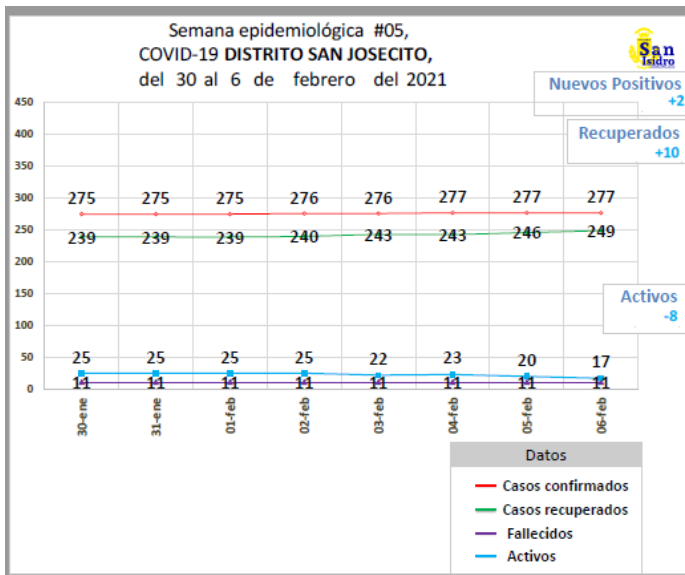 Semana epidemiológica #05,
COVID-19 DISTRITO SAN JOSECITO,
del 30 al 6 de febrero del 2021
San
Isidro
Nuevos Positivos
+2
Recuperados
+10
450
400
350
300
250
200
150
100
50
0
275 275 275 276 276 277 277 277
239 239 239 240 243 243 246 249
Activos
-8
25 25 25 25 22 23 20 17
11 11 11 11 11 11 11 11
30-ene
31-ene
01-feb
02-feb
03-feb
04-feb
05-feb
06-feb
Datos
Casos confirmados
Casos recuperados
Fallecidos
Activos